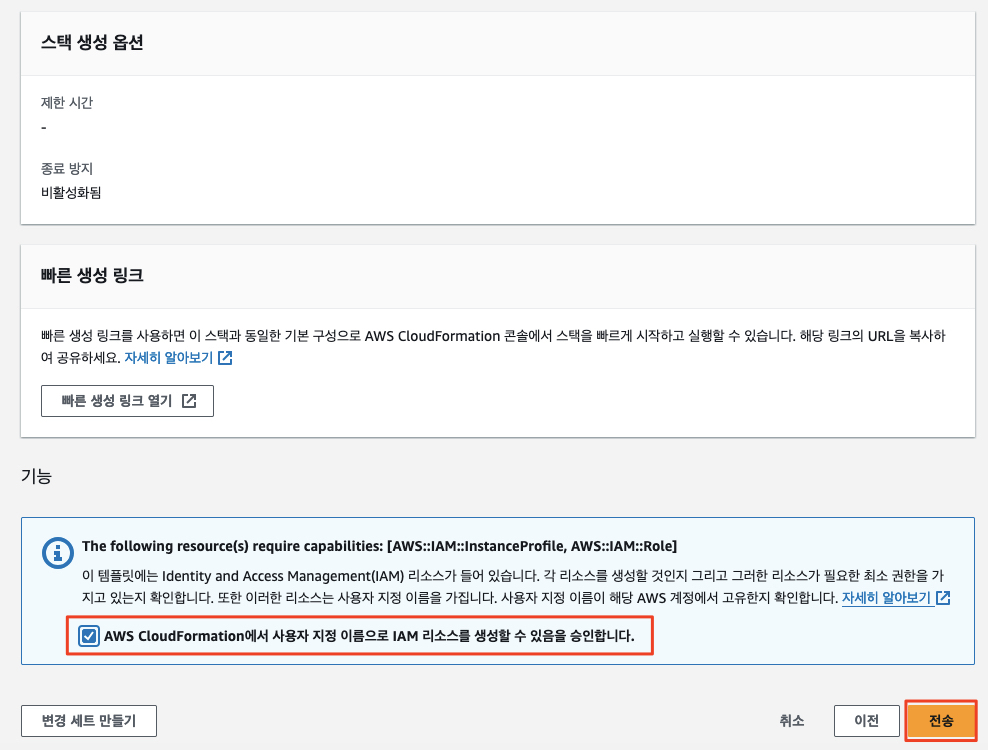 스택 생성 옵션
제한 시간
-
종료 방지
비활성화됨
빠른 생성 링크
빠른 생성 링크를 사용하면 이 스택과 동일한 기본 구성으로 AWS CloudFormation 콘솔에서 스택을 빠르게 시작하고 실행할 수 있습니다. 해당 링크의 URL을 복사하
여 공유하세요. 자세히 알아보기
빠른 생성 링크 열기
기능
The following resource(s) require capabilities: [AWS::IAM::InstanceProfile, AWS::IAM::Role]
이 템플릿에는 Identity and Access Management(IAM) 리소스가 들어 있습니다. 각 리소스를 생성할 것인지 그리고 그러한 리소스가 필요한 최소 권한을 가
지고 있는지 확인합니다. 또한 이러한 리소스는 사용자 지정 이름을 가집니다. 사용자 지정 이름이 해당 AWS 계정에서 고유한지 확인합니다. 자세히 알아보기
AWS CloudFormation에서 사용자 지정 이름으로 IAM 리소스를 생성할 수 있음을 승인합니다.
변경 세트 만들기 취소 이전 전송